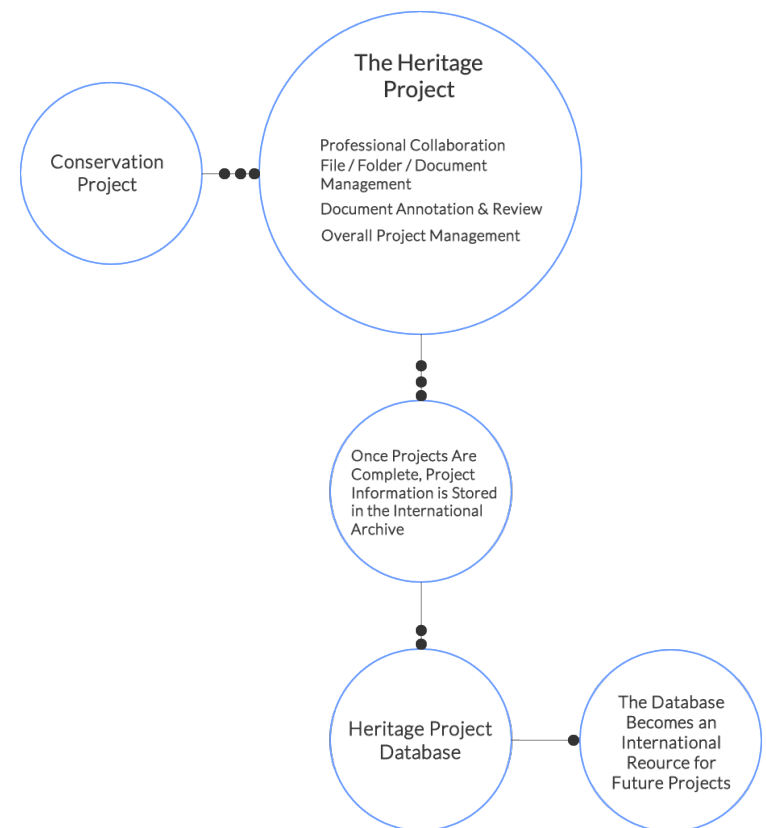 The Heritage
Project
Conservation
Project
Professional Collaboration
File / Folder / Document
Management
Document Annotation & Review
Overall Project Management
Once Projects Are
Complete, Project
Information is Stored
in the International
Archive
Heritage Project
Database
The Database
Becomes an
International
Reource for
Future Projects